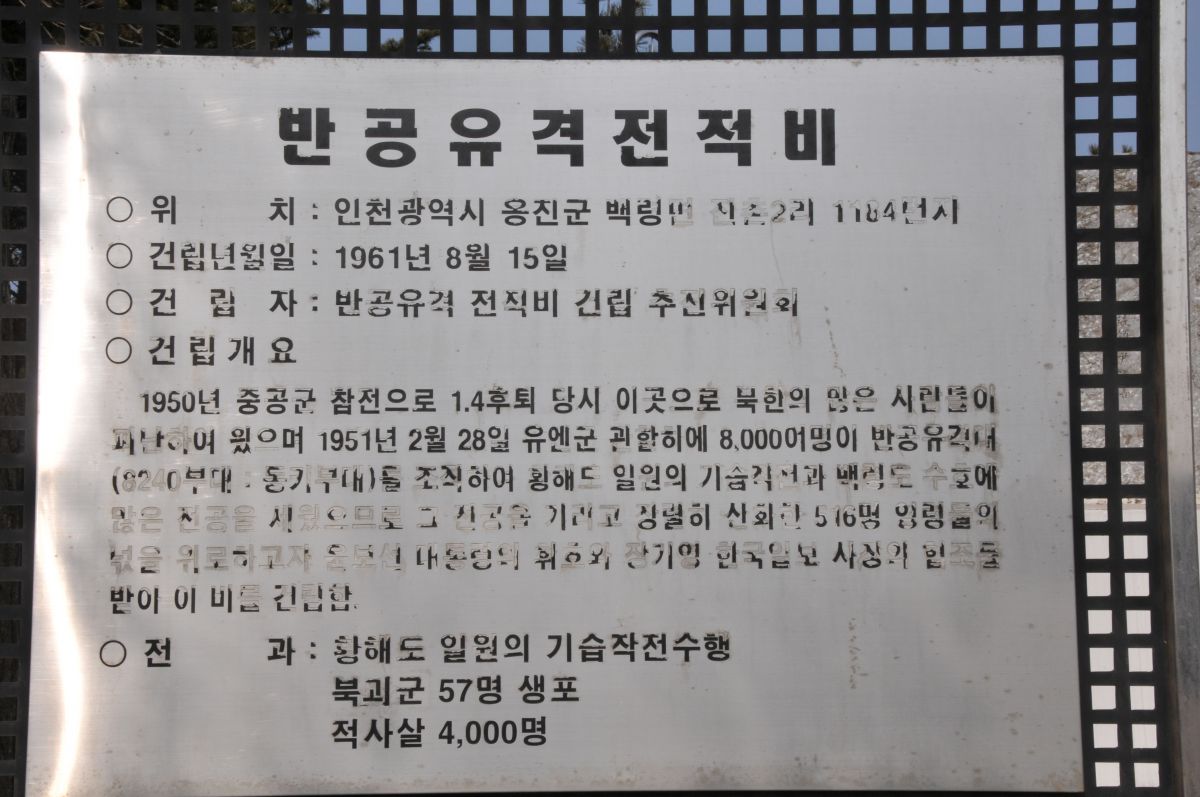 반공유격전적비
○ 위 치 : 인천광역시 옹진군 백령면 진촌2리 1184번지
○ 건립년월일 : 1961년 8월 15일
○ 건 립 자 : 반공유격 전적비 건립 추진위원회
○ 건립개요
1950년 중공군 참전으로 1.4후퇴 당시 이곳으로 북한의 많은 사람들이
피난하여 왔으며 1951년 2월 28일 유엔군 관할하에 8,000여명이 반공유격대
(8240부대 : 동키부대)를 조직하여 황해도 일원의 기습작전과 백령도 수호에
많은 전공을 세웠으므로 그 전공을 기리고 장렬히 산화한 516명 영령들의
넋을 위로하고자 윤보선 대통령의 휘호와 장기영 한국일보 사장의 협조를
받아 이 비를 건립함.
○ 전 과 : 황해도 일원의 기습작전수행
북괴군 57명 생포
적사살 4,000명